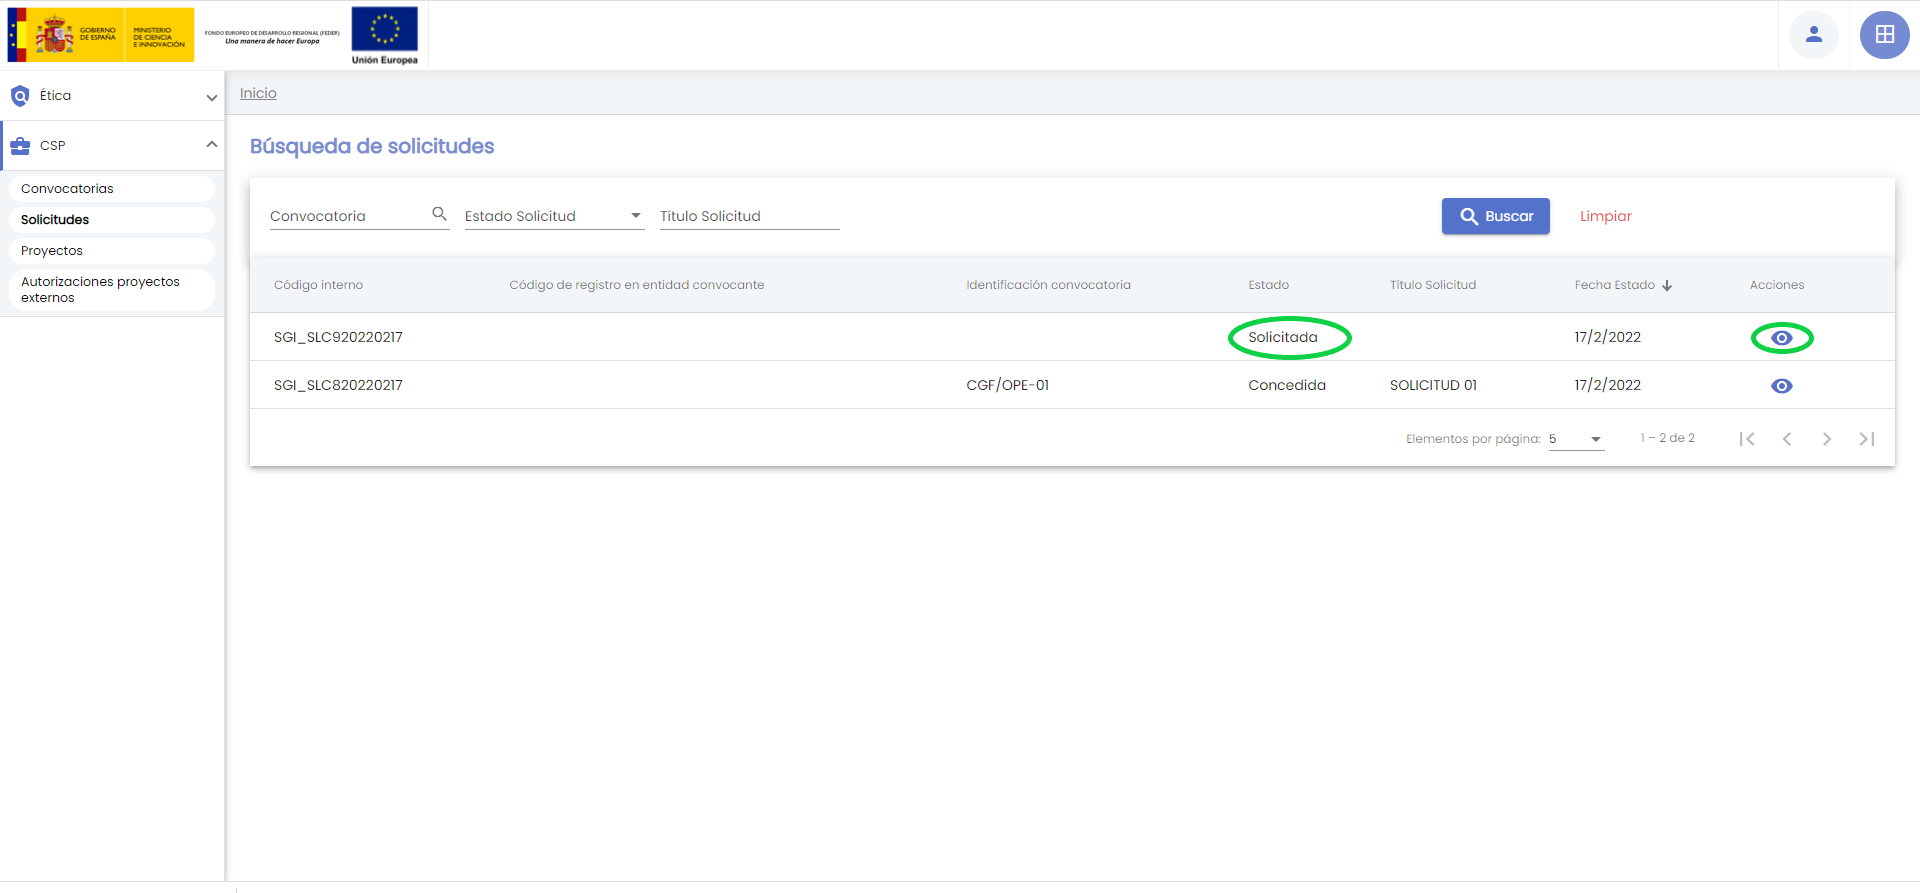 GOBIERNO
DE ESPAÑA
MINISTERIO
DE CIENCIA
E INNOVACIÓN
FONDO EUROPEO DE DESARROLLO REGIONAL (FEDER)
Una manera de hacer Europa
Unión Europea
Ética
CSP
Convocatorias
Solicitudes
Proyectos
Autorizaciones proyectos
externos
Inicio
Búsqueda de solicitudes
Convocatoria Estado Solicitud Título Solicitud Buscar Limpiar
Código interno Código de registro en entidad convocante Identificación convocatoria Estado Título Solicitud Fecha Estado Acciones
SGI_SLC920220217 Solicitada 17/2/2022
SGI_SLC820220217 CGF/OPE-01 Concedida SOLICITUD 01 17/2/2022
Elementos por página: 5 1 – 2 de 2